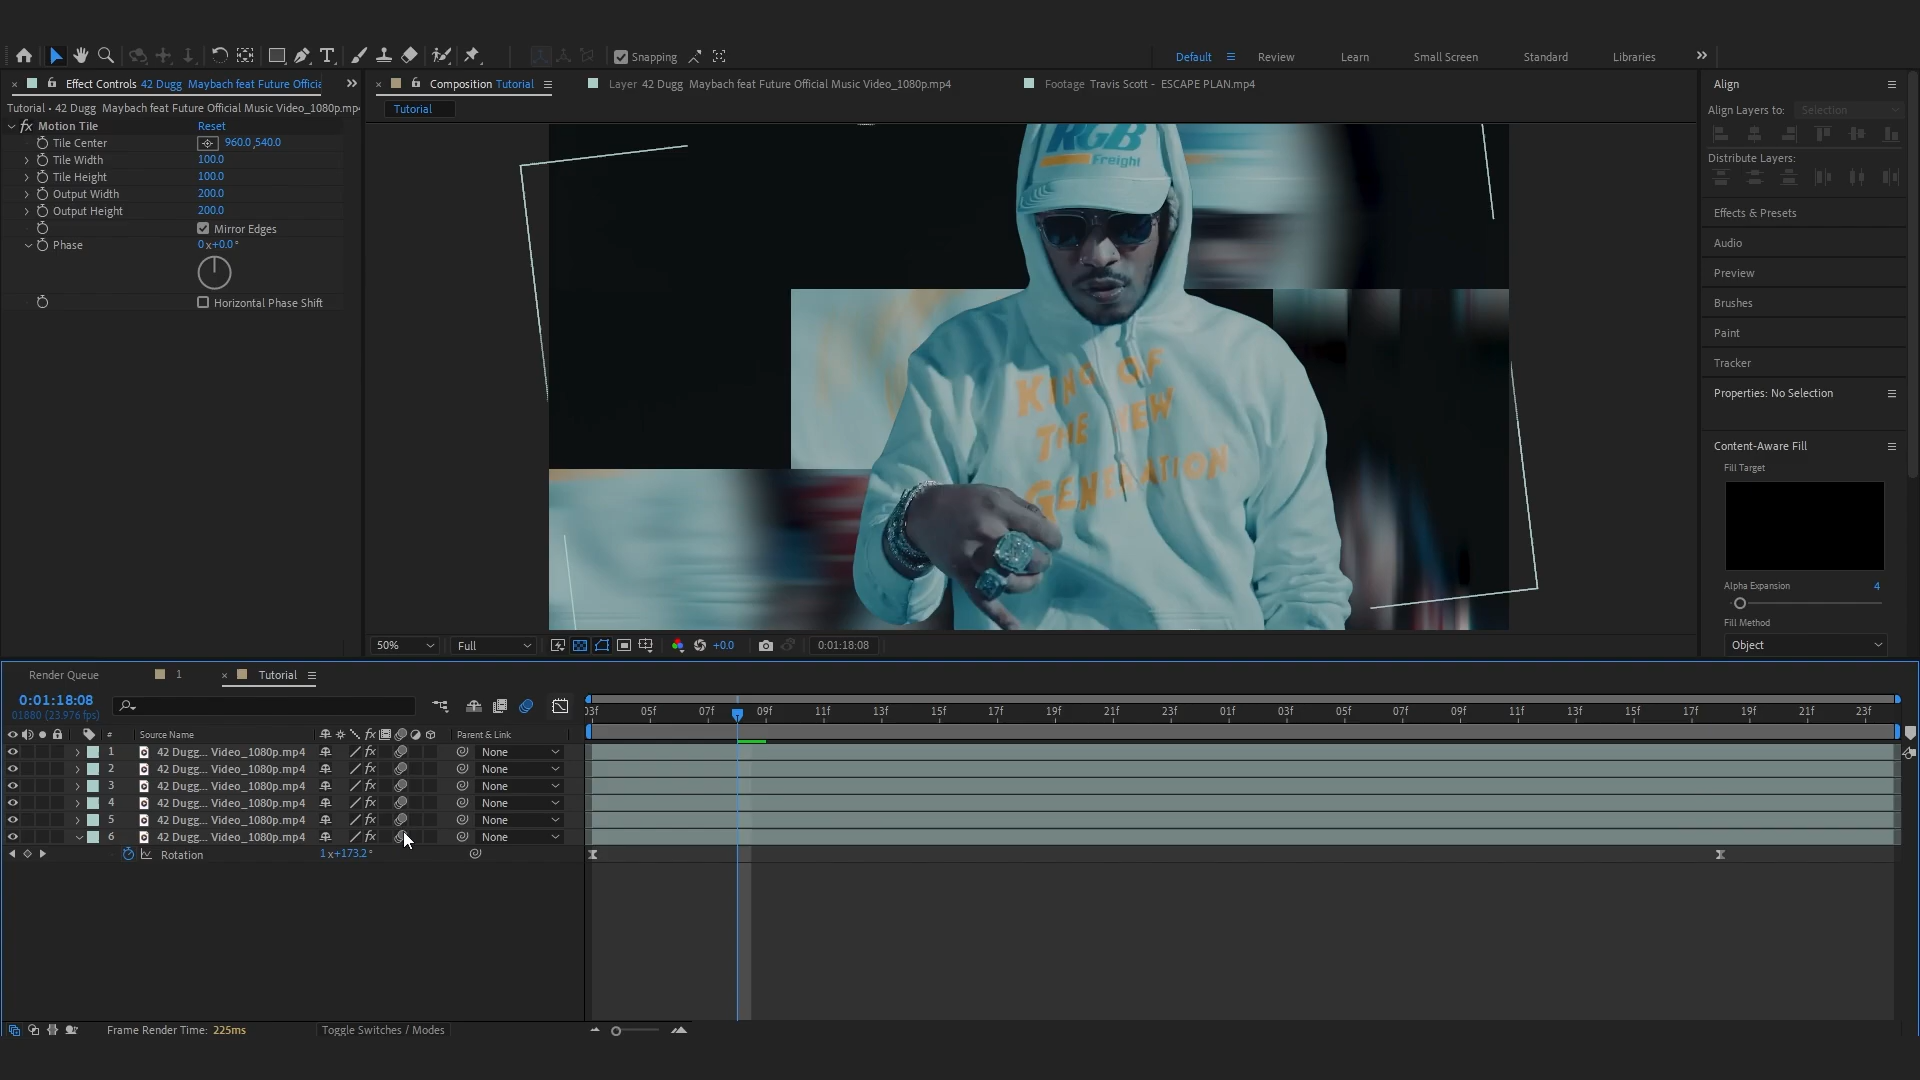 Snapping
Default
Review
Learn
Small Screen
Standard
Libraries
Effect Controls 42 Dugg Maybach feat Future Officia
Composition Tutorial
Layer 42 Dugg Maybach feat Future Official Music Video_1080p.mp4
Footage Travis Scott - ESCAPE PLAN.mp4
Align
Tutorial • 42 Dugg Maybach feat Future Official Music Video_1080p.mp4
Tutorial
Align Layers to: Selection
fx Motion Tile Reset
Tile Center 960.0,540.0
Tile Width 100.0
Tile Height 100.0
Output Width 200.0
Output Height 200.0
Mirror Edges
Phase 0x+0.0°
Horizontal Phase Shift
RGB
Freight
KING OF
THE NEW
GENERATION
Distribute Layers:
Effects & Presets
Audio
Preview
Brushes
Paint
Tracker
Properties: No Selection
Content-Aware Fill
Fill Target
Alpha Expansion 4
Fill Method
Object
50%
Full
+0.0
0:01:18:08
Render Queue
1
Tutorial
0:01:18:08
01880 (23.976 fps)
03f 05f 07f 09f 11f 13f 15f 17f 19f 21f 23f 01f 03f 05f 07f 09f 11f 13f 15f 17f 19f 21f 23f
# Source Name fx Parent & Link
1 42 Dugg... Video_1080p.mp4 fx None
2 42 Dugg... Video_1080p.mp4 fx None
3 42 Dugg... Video_1080p.mp4 fx None
4 42 Dugg... Video_1080p.mp4 fx None
5 42 Dugg... Video_1080p.mp4 fx None
6 42 Dugg... Video_1080p.mp4 fx None
Rotation 1x+173.2°
Frame Render Time: 225ms
Toggle Switches / Modes